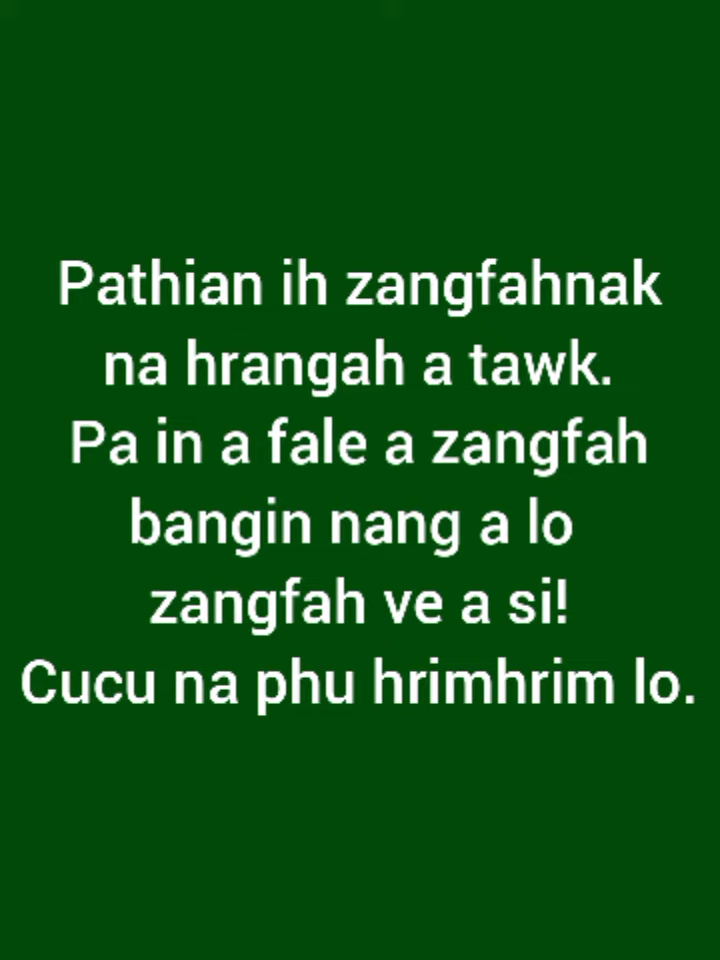 Pathian ih zangfahnak
na hrangah a tawk.
Pa in a fale a zangfah
bangin nang a lo
zangfah ve a si!
Cucu na phu hrimhrim lo.